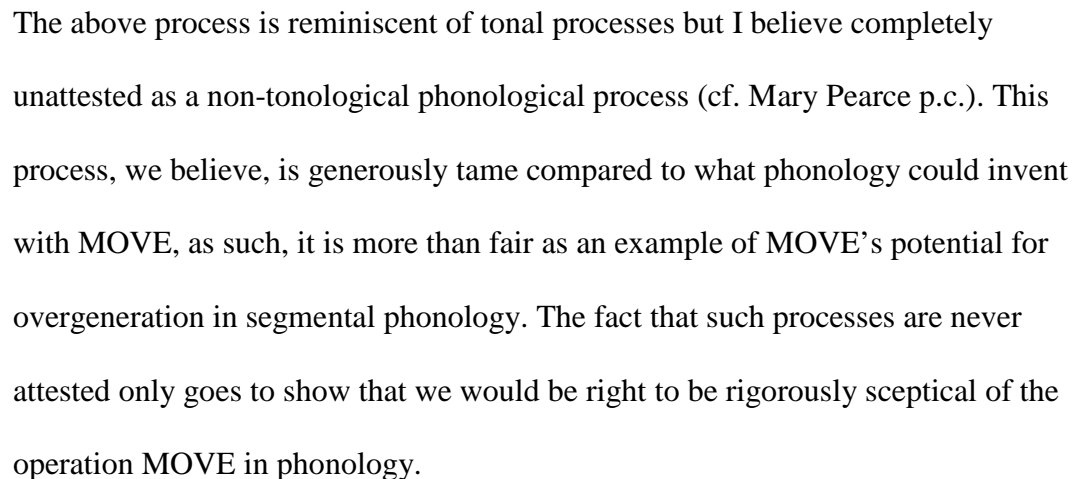 The above process is reminiscent of tonal processes but I believe completely
unattested as a non-tonological phonological process (cf. Mary Pearce p.c.). This
process, we believe, is generously tame compared to what phonology could invent
with MOVE, as such, it is more than fair as an example of MOVE’s potential for
overgeneration in segmental phonology. The fact that such processes are never
attested only goes to show that we would be right to be rigorously sceptical of the
operation MOVE in phonology.